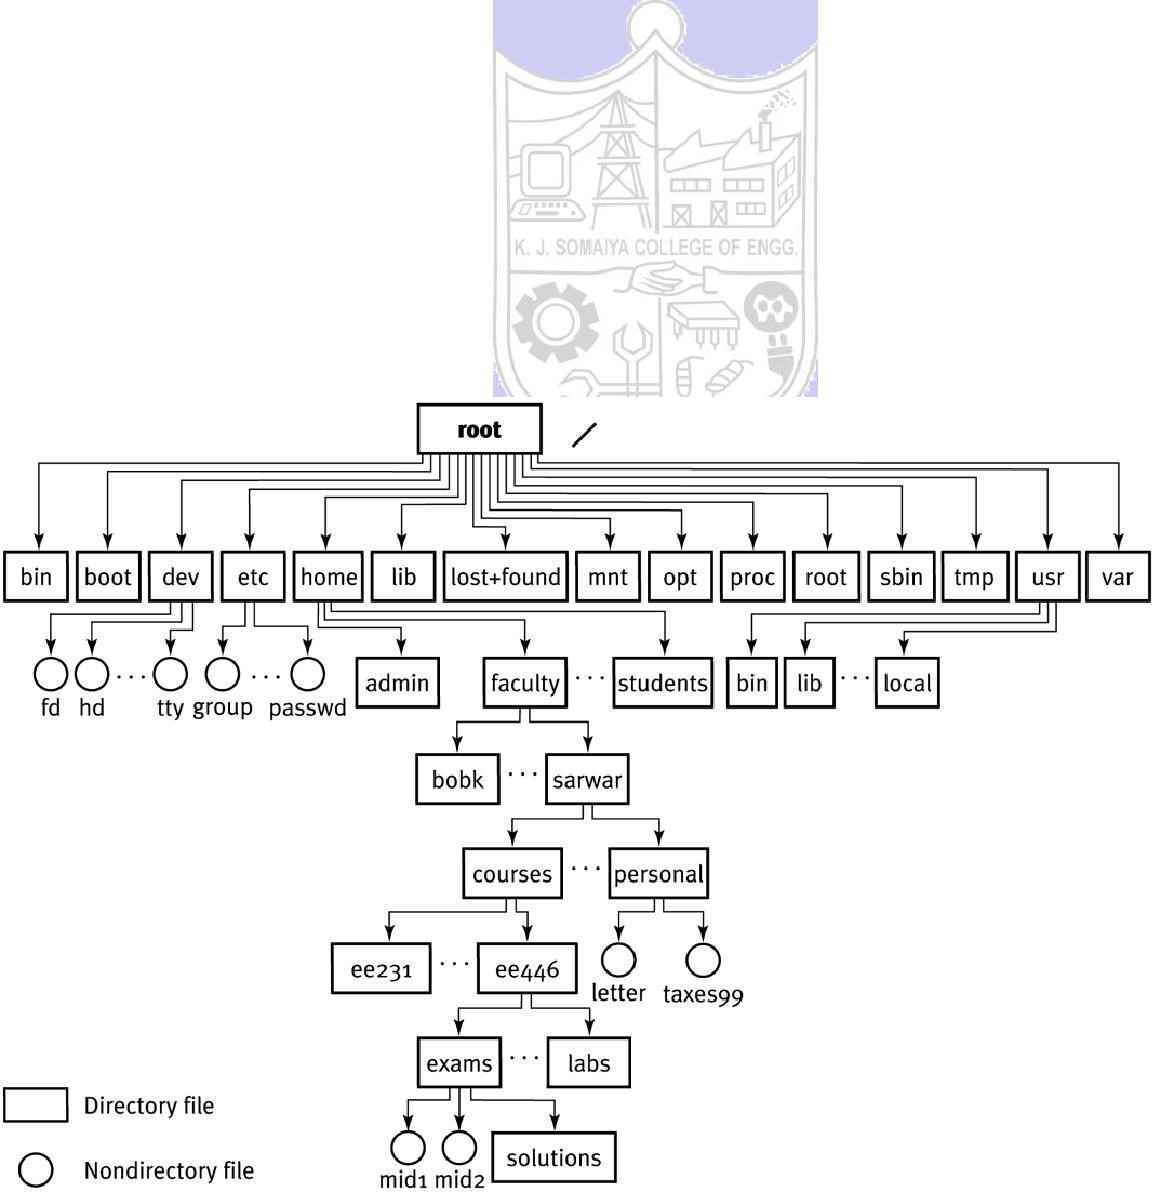 K. J. SOMAIYA COLLEGE OF ENGG.
root /
bin boot dev etc home lib lost+found mnt opt proc root sbin tmp usr var
fd hd ... tty group ... passwd admin faculty ... students bin lib ... local
bobk ... sarwar
courses ... personal
ee231 ... ee446 letter taxes99
exams ... labs
Directory file
mid1 mid2 solutions
Nondirectory file